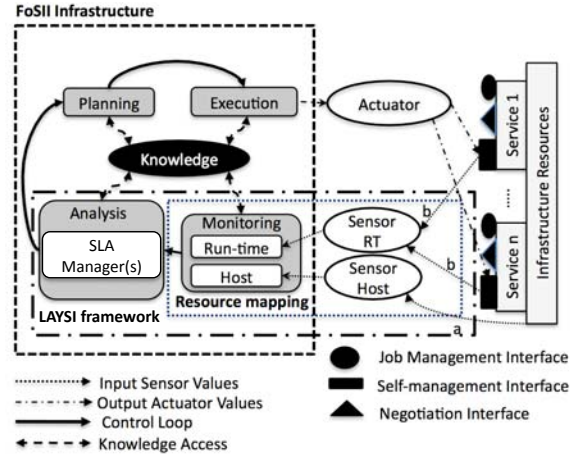 FoSII Infrastructure
Planning
Execution
Actuator
Knowledge
Service 1
Infrastructure Resources
......
Service n
Analysis
SLA
Manager(s)
Monitoring
Run-time
Host
Resource mapping
Sensor
RT
Sensor
Host
b
b
a
LAYSI framework
Input Sensor Values
Output Actuator Values
Control Loop
Knowledge Access
Job Management Interface
Self-management Interface
Negotiation Interface